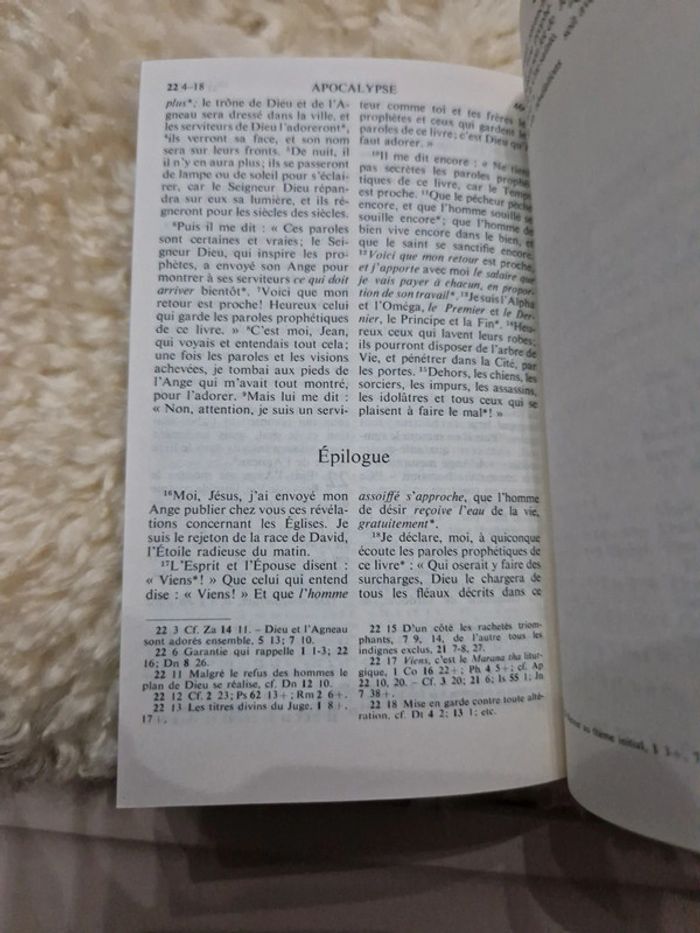 22 4-18
APOCALYPSE
plus*; le trône de Dieu et de l'A-
gneau sera dressé dans la ville, et
les serviteurs de Dieu l'adoreront*,
⁴ils verront sa face, et son nom
sera sur leurs fronts. ⁵De nuit, il
il n'y en aura plus; ils se passeront
de lampe ou de soleil pour s'éclai-
rer, car le Seigneur Dieu répan-
dra sur eux sa lumière, et ils ré-
gneront pour les siècles des siècles.
⁶Puis il me dit : « Ces paroles
sont certaines et vraies; le Sei-
gneur Dieu, qui inspire les pro-
phètes, a envoyé son Ange pour
montrer à ses serviteurs ce qui doit
arriver bientôt*. ⁷Voici que mon
retour est proche! Heureux celui
qui garde les paroles prophétiques
de ce livre. » ⁸C'est moi, Jean,
qui voyais et entendais tout cela;
une fois les paroles et les visions
achevées, je tombai aux pieds de
l'Ange qui m'avait tout montré,
pour l'adorer. ⁹Mais lui me dit :
« Non, attention, je suis un servi-
teur comme toi et tes frères les
prophètes et ceux qui gardent les
paroles de ce livre; c'est Dieu qu'il
faut adorer. »
¹⁰Il me dit encore : « Ne tiens
pas secrètes les paroles prophé-
tiques de ce livre, car le Temps
est proche. ¹¹Que le pécheur pèche
encore, et que l'homme souillé se
souille encore*; que l'homme de
bien vive encore dans le bien, et
que le saint se sanctifie encore.
¹²Voici que mon retour est proche,
et j'apporte avec moi le salaire que
je vais payer à chacun, en propor-
tion de son travail*. ¹³Je suis l'Alpha
et l'Oméga, le Premier et le Der-
nier, le Principe et la Fin*. ¹⁴Heu-
reux ceux qui lavent leurs robes;
ils pourront disposer de l'arbre de
Vie, et pénétrer dans la Cité, par
les portes. ¹⁵Dehors, les chiens, les
sorciers, les impurs, les assassins,
les idolâtres et tous ceux qui se
plaisent à faire le mal*! »
Épilogue
¹⁶Moi, Jésus, j'ai envoyé mon
Ange publier chez vous ces révéla-
tions concernant les Églises. Je
suis le rejeton de la race de David,
l'Étoile radieuse du matin.
¹⁷L'Esprit et l'Épouse disent :
« Viens*! » Que celui qui entend
dise : « Viens! » Et que l'homme
assoiffé s'approche, que l'homme
de désir reçoive l'eau de la vie,
gratuitement*.
¹⁸Je déclare, moi, à quiconque
écoute les paroles prophétiques de
ce livre* : « Qui oserait y faire des
surcharges, Dieu le chargera de
tous les fléaux décrits dans ce
22 3 Cf. Za 14 11. – Dieu et l'Agneau
sont adorés ensemble, 5 13; 7 10.
22 6 Garantie qui rappelle 1 1-3; 22
16; Dn 8 26.
22 11 Malgré le refus des hommes le
plan de Dieu se réalise, cf. Dn 12 10.
22 12 Cf. 2 23; Ps 62 13+; Rm 2 6+.
22 13 Les titres divins du Juge, 1 8+.
17+.
22 15 D'un côté les rachetés triom-
phants, 7 9, 14, de l'autre tous les
indignes exclus, 21 7-8, 27.
22 17 Viens, c'est le Marana tha litur-
gique, 1 Co 16 22+; Ph 4 5+; cf. Ap
22 10, 20. – Cf. 3 20; 21 6; Is 55 1; Jn
7 38+.
22 18 Mise en garde contre toute alté-
ration, cf. Dt 4 2; 13 1; etc.
au thème initial, 1 3+.